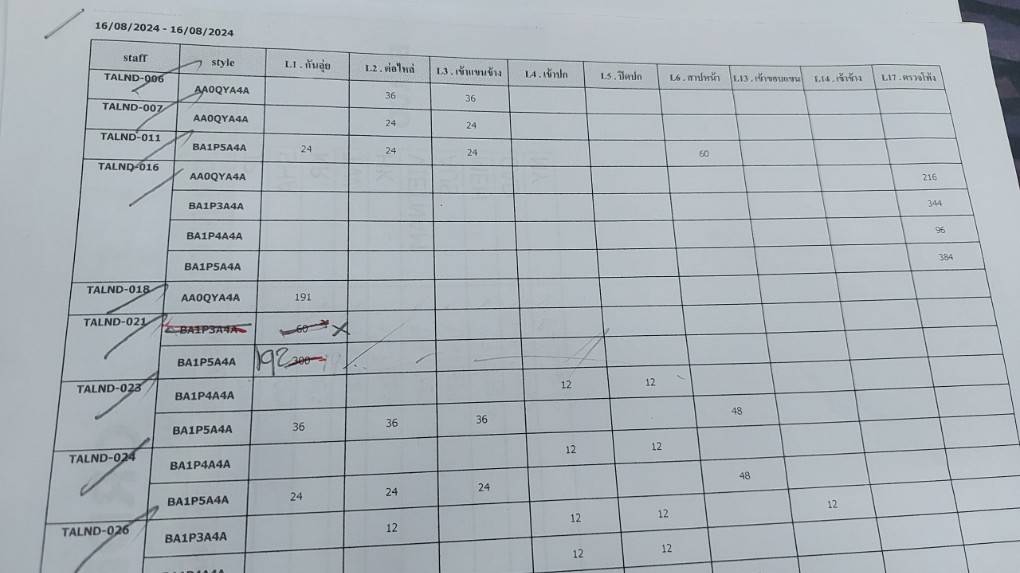 16/08/2024 - 16/08/2024
staff style L1 . กันลุ่ย L2 . ต่อไหล่ L3 . เข้าแขนข้าง L4 . เข้าปก L5 . ปิดปก L6 . สาปหน้า L13 . เข้าขอบแขน L14 . เข้าข้าง L17 . ตรวจโพ้ง
TALND-006 AA0QYA4A 36 36
TALND-007 AA0QYA4A 24 24
TALND-011 BA1P5A4A 24 24 24 60
TALND-016 AA0QYA4A 216
BA1P3A4A 344
BA1P4A4A 96
BA1P5A4A 384
TALND-018 AA0QYA4A 191
TALND-021 BA1P3A4A 60 X
BA1P5A4A 192 300
TALND-023 BA1P4A4A 12 12
BA1P5A4A 36 36 36 48
TALND-024 BA1P4A4A 12 12
BA1P5A4A 24 24 24 48
TALND-026 BA1P3A4A 12 12 12 12
12 12